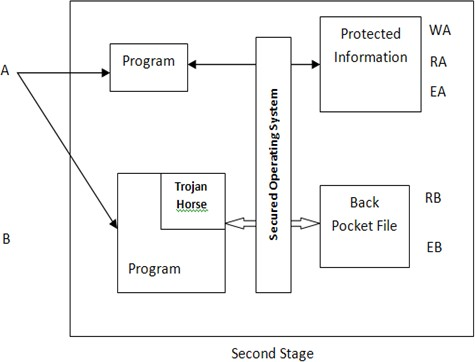 A
B
Program
Trojan
Horse
Program
Secured Operating System
Protected
Information
WA
RA
EA
Back
Pocket File
RB
EB
Second Stage